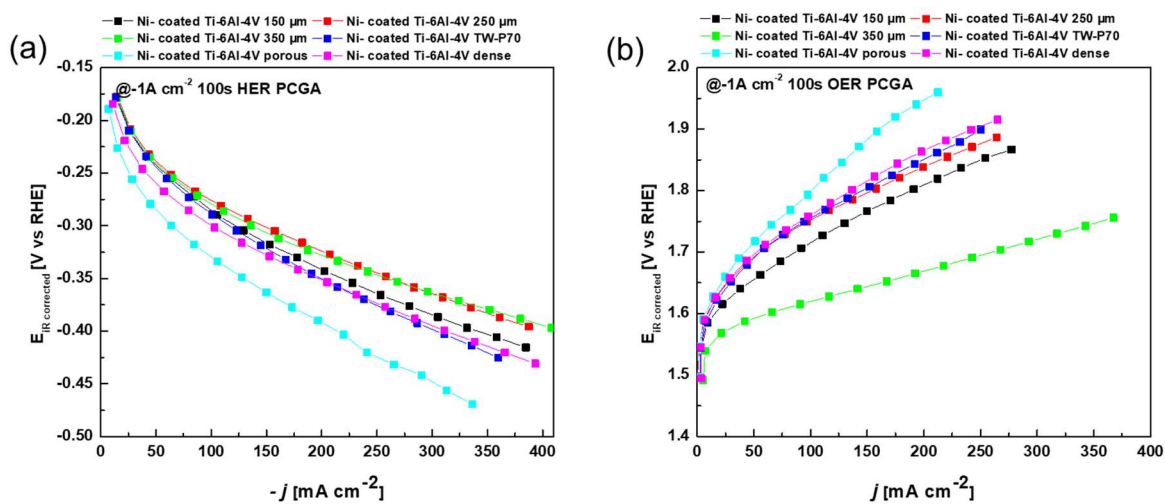 Ni- coated Ti-6Al-4V 150 µm Ni- coated Ti-6Al-4V 250 µm
Ni- coated Ti-6Al-4V 350 µm Ni- coated Ti-6Al-4V TW-P70
Ni- coated Ti-6Al-4V porous Ni- coated Ti-6Al-4V dense
(a)
@-1A cm-2 100s HER PCGA
-0.15
-0.20
-0.25
-0.30
-0.35
-0.40
-0.45
-0.50
E iR corrected [V vs RHE]
0 50 100 150 200 250 300 350 400
- j [mA cm-2]
Ni- coated Ti-6Al-4V 150 µm Ni- coated Ti-6Al-4V 250 µm
Ni- coated Ti-6Al-4V 350 µm Ni- coated Ti-6Al-4V TW-P70
Ni- coated Ti-6Al-4V porous Ni- coated Ti-6Al-4V dense
(b)
@-1A cm-2 100s OER PCGA
2.0
1.9
1.8
1.7
1.6
1.5
1.4
E iR corrected [V vs RHE]
0 50 100 150 200 250 300 350 400
j [mA cm-2]